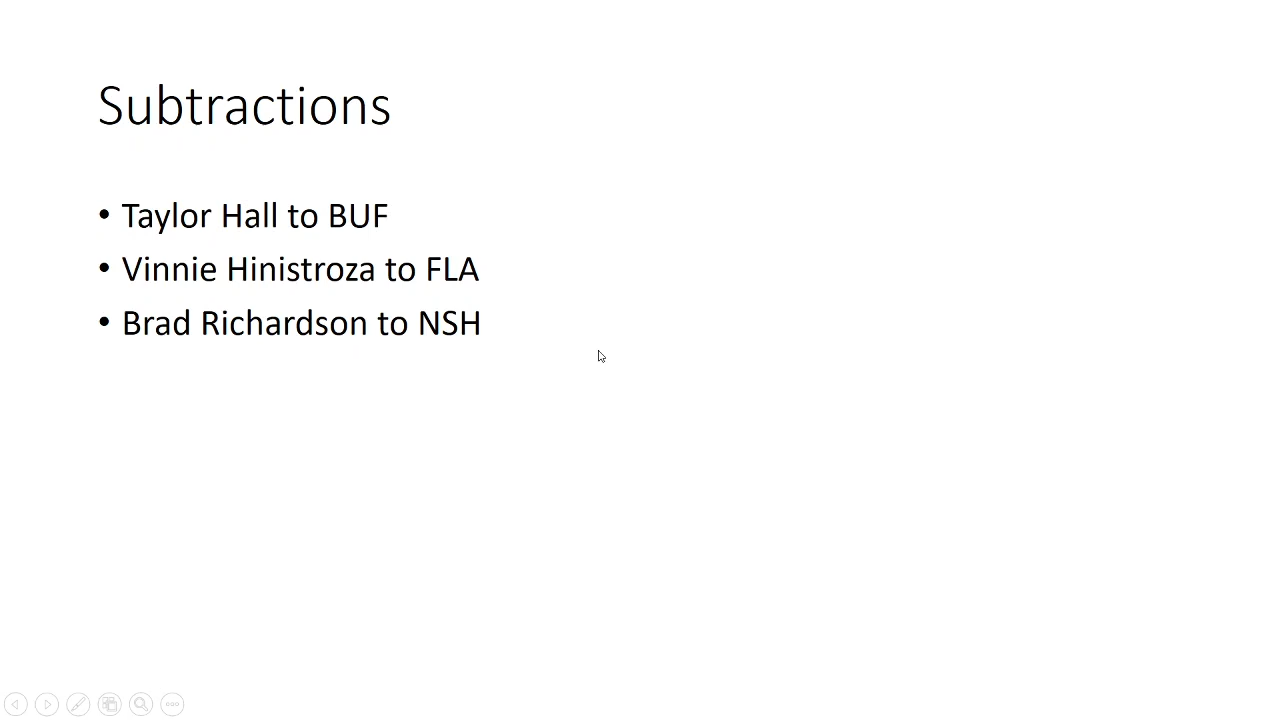 Subtractions
• Taylor Hall to BUF
• Vinnie Hinistroza to FLA
• Brad Richardson to NSH